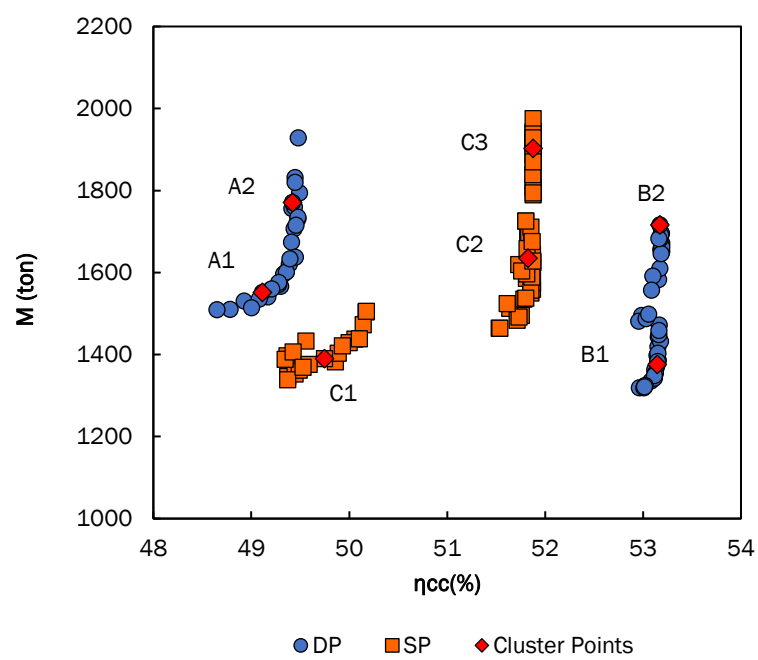 2200
2000
1800
1600
1400
1200
1000
M (ton)
A2
A1
C3
C2
C1
B2
B1
48 49 50 51 52 53 54
ηcc(%)
DP SP Cluster Points